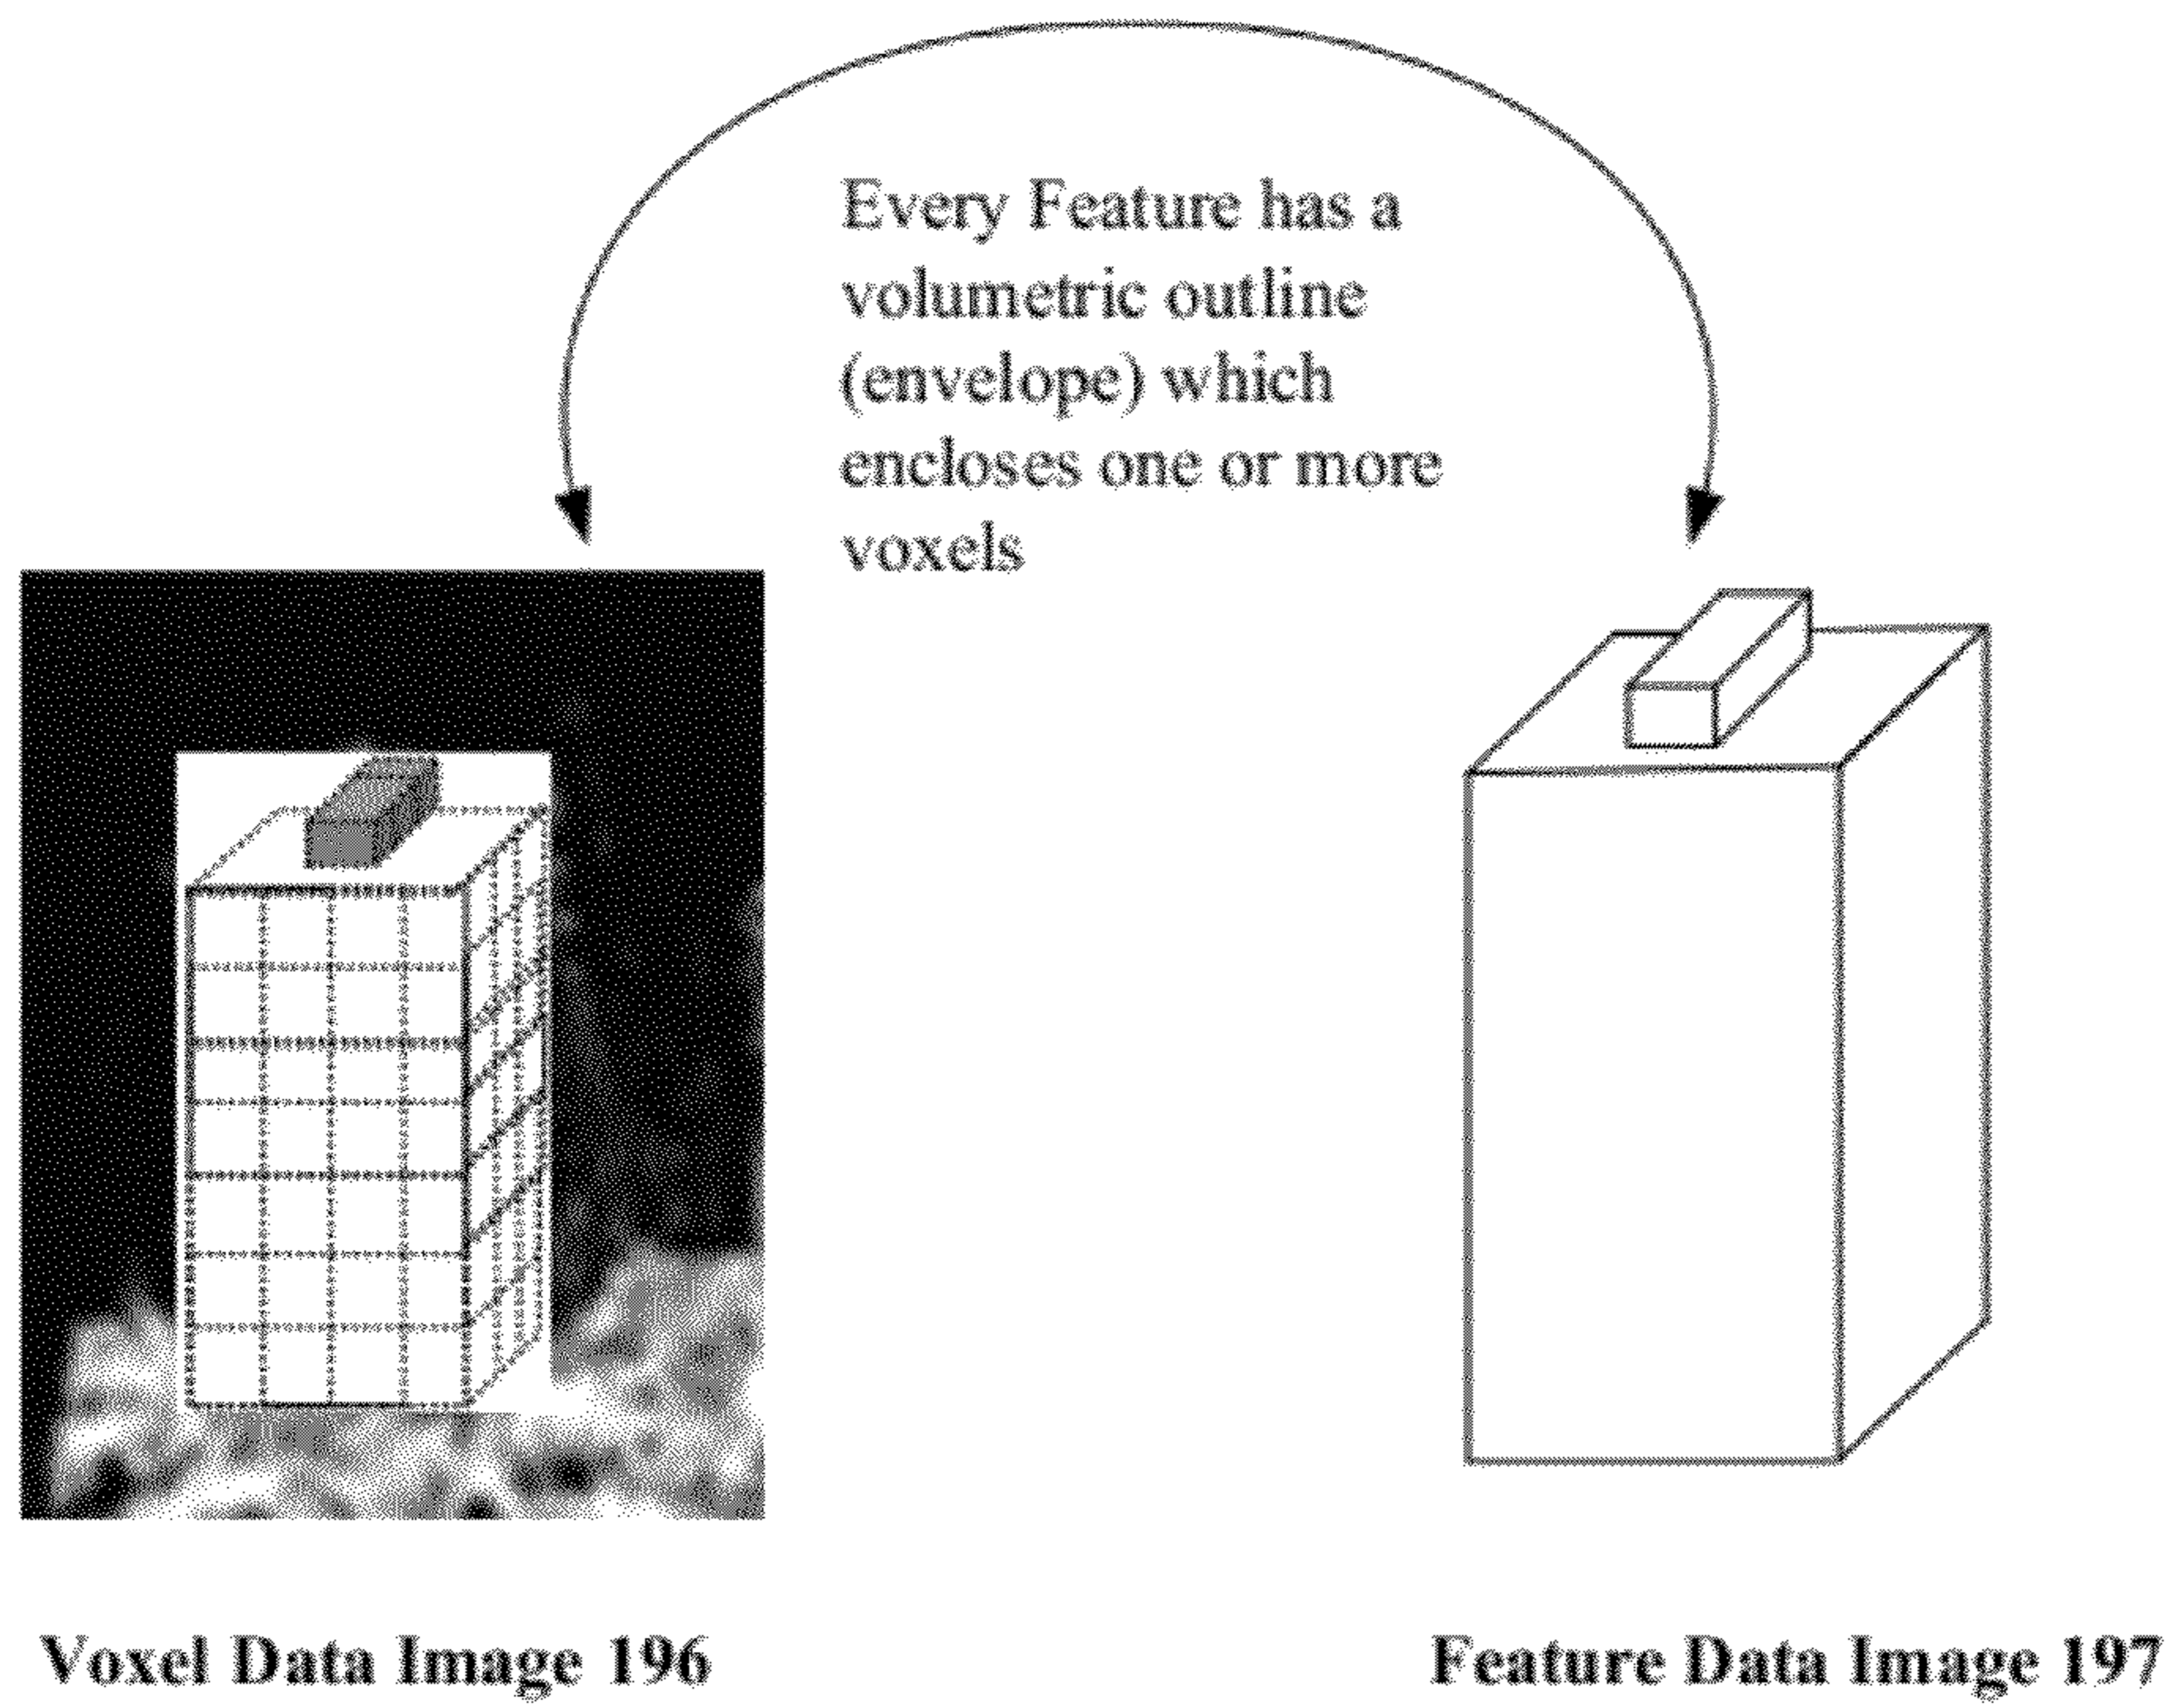 Every Feature has a
volumetric outline
(envelope) which
encloses one or more
voxels
Voxel Data Image 196
Feature Data Image 197